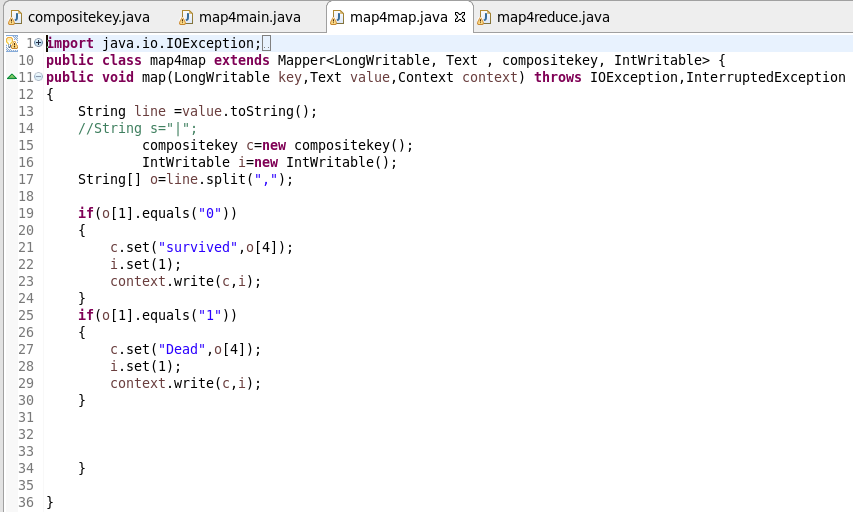 compositekey.java map4main.java map4map.java map4reduce.java
1 import java.io.IOException;
10 public class map4map extends Mapper<LongWritable, Text , compositekey, IntWritable> {
11 public void map(LongWritable key,Text value,Context context) throws IOException,InterruptedException
12 {
13     String line =value.toString();
14     //String s="|";
15             compositekey c=new compositekey();
16             IntWritable i=new IntWritable();
17     String[] o=line.split(",");
18
19     if(o[1].equals("0"))
20     {
21         c.set("survived",o[4]);
22         i.set(1);
23         context.write(c,i);
24     }
25     if(o[1].equals("1"))
26     {
27         c.set("Dead",o[4]);
28         i.set(1);
29         context.write(c,i);
30     }
31
32
33
34     }
35
36 }